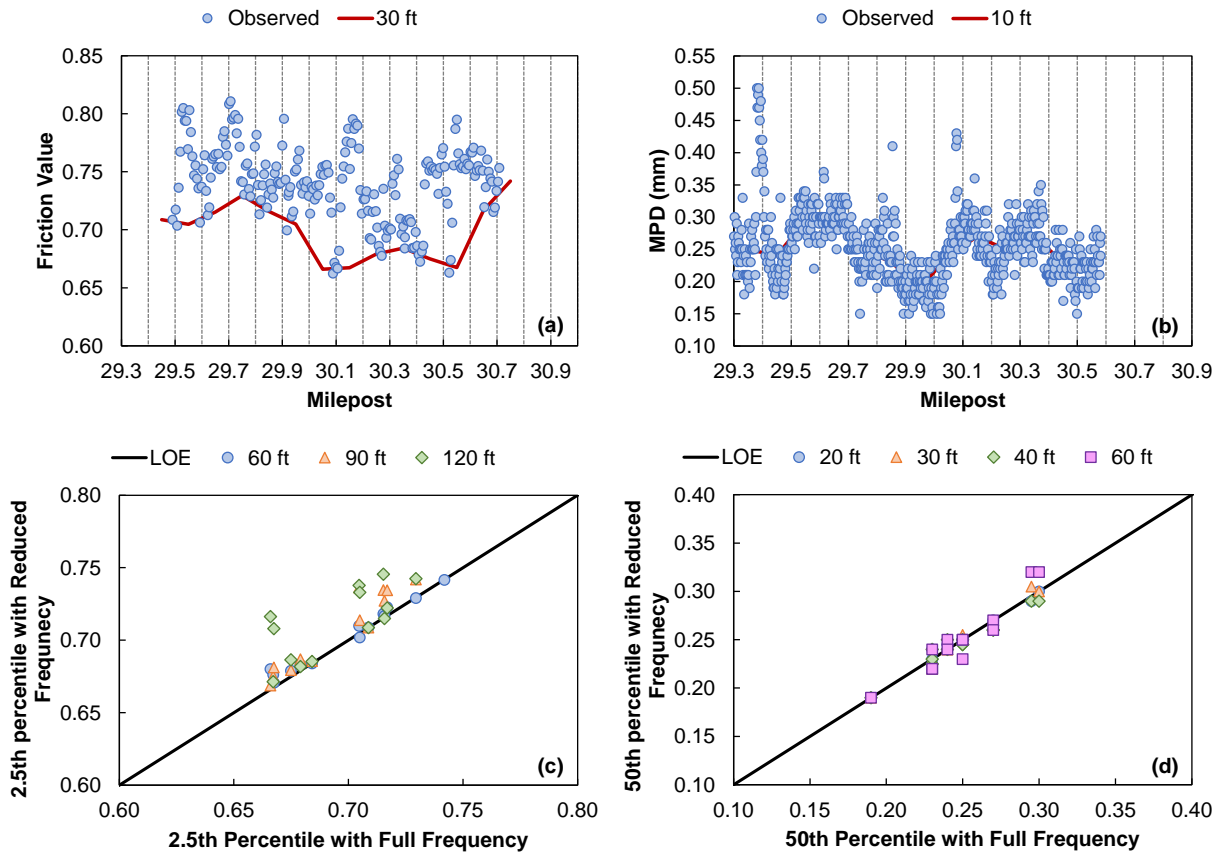 Observed 30 ft
0.85
0.80
0.75
0.70
0.65
0.60
Friction Value
(a)
29.3 29.5 29.7 29.9 30.1 30.3 30.5 30.7 30.9
Milepost
Observed 10 ft
0.55
0.50
0.45
0.40
0.35
0.30
0.25
0.20
0.15
0.10
MPD (mm)
(b)
29.3 29.5 29.7 29.9 30.1 30.3 30.5 30.7 30.9
Milepost
LOE 60 ft 90 ft 120 ft
0.80
0.75
0.70
0.65
0.60
2.5th percentile with Reduced
Frequnecy
(c)
0.60 0.65 0.70 0.75 0.80
2.5th Percentile with Full Frequency
LOE 20 ft 30 ft 40 ft 60 ft
0.40
0.35
0.30
0.25
0.20
0.15
0.10
50th percentile with Reduced
Frequnecy
(d)
0.10 0.20 0.30 0.40
50th Percentile with Full Frequency